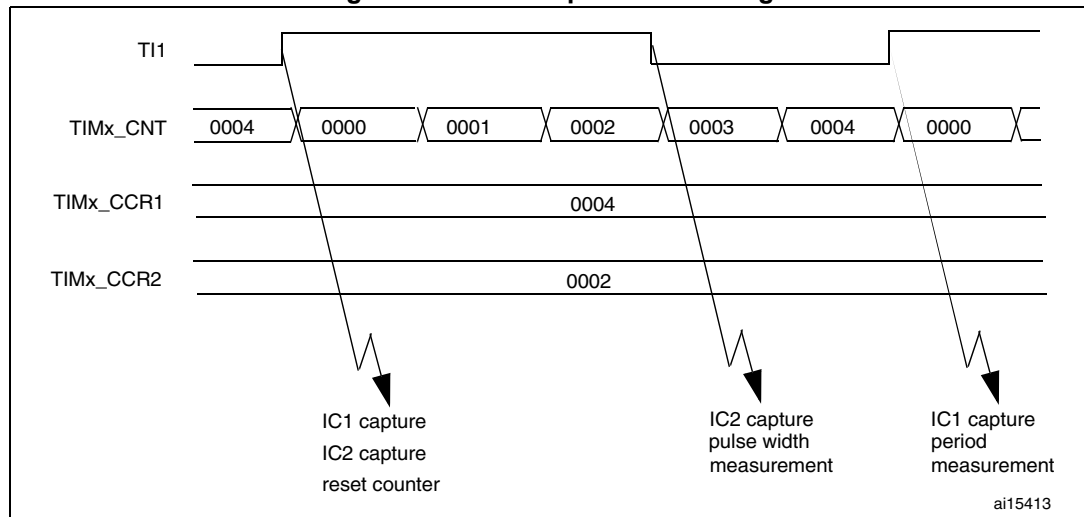 TI1
TIMx_CNT 0004 0000 0001 0002 0003 0004 0000
TIMx_CCR1 0004
TIMx_CCR2 0002
IC1 capture
IC2 capture
reset counter
IC2 capture
pulse width
measurement
IC1 capture
period
measurement
ai15413